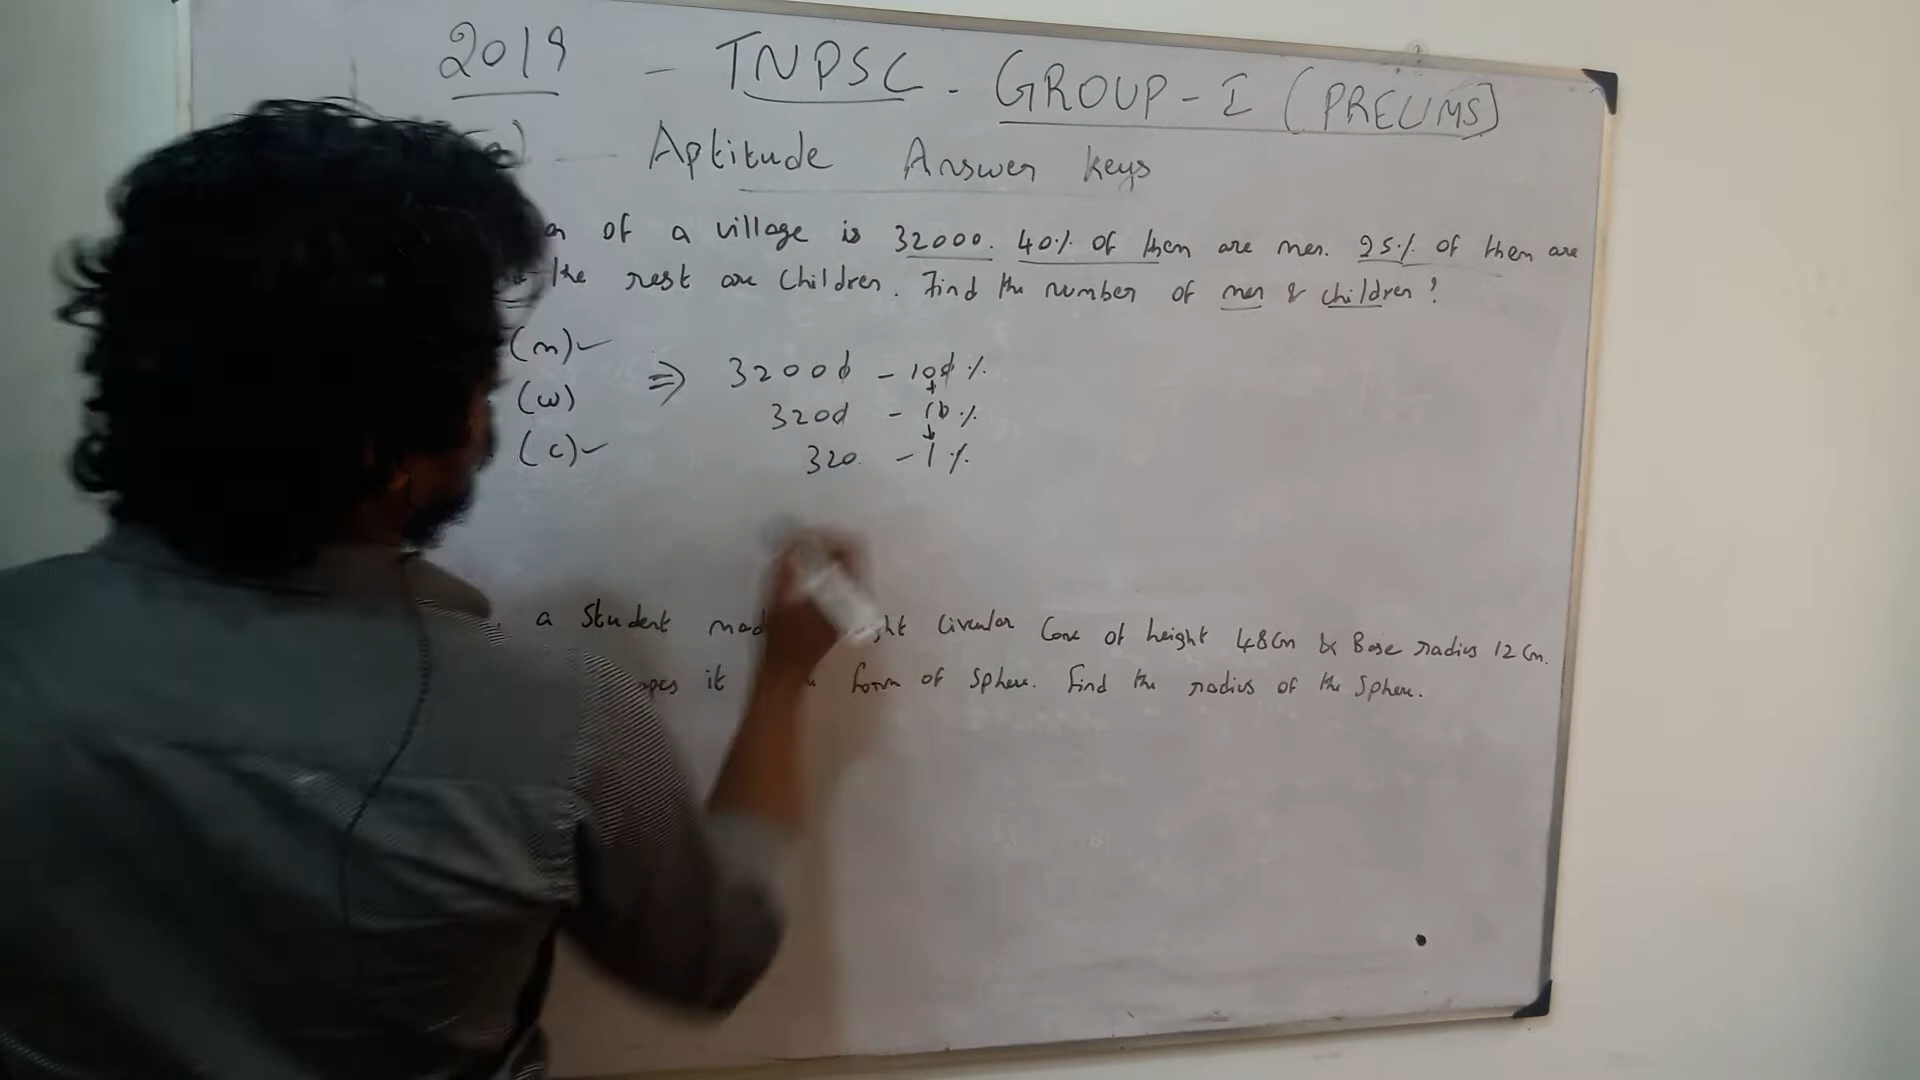 2019 - TNPSC - GROUP - I (PRELIMS)
Aptitude Answer keys
of a village is 32000. 40% of them are men. 25% of them are
the rest are children. Find the number of men & children?
(m)✓
⇒ 32000 - 100%
(w)
3200 - 10%
(c)✓
320 - 1%
a student circular Cone of height 48Cm & Base radius 12Cm.
it form of Sphere. Find the radius of the Sphere.